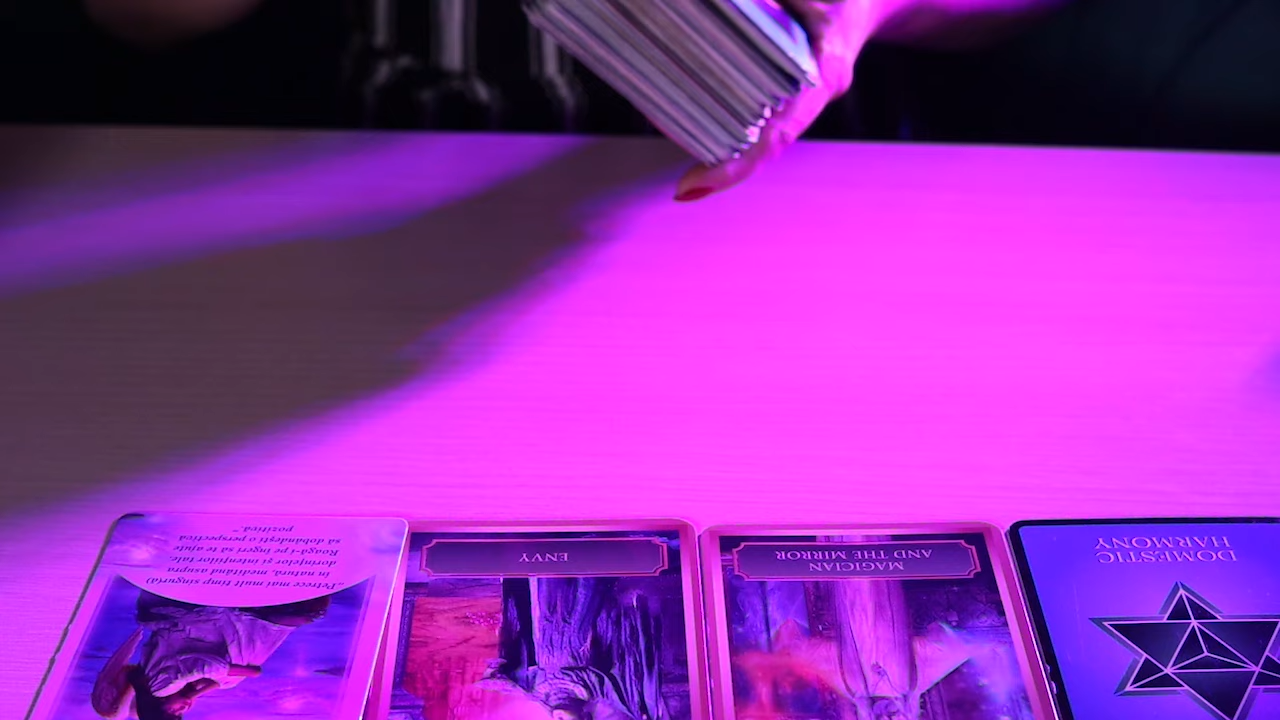 „Petrece mai mult timp singur(ă)
în natură, meditând asupra
dorințelor și intențiilor tale.
Roagă-i pe îngeri să te ajute
să dobândești o perspectivă
pozitivă.”
ENVY
MAGICIAN
AND THE MIRROR
DOMESTIC
HARMONY